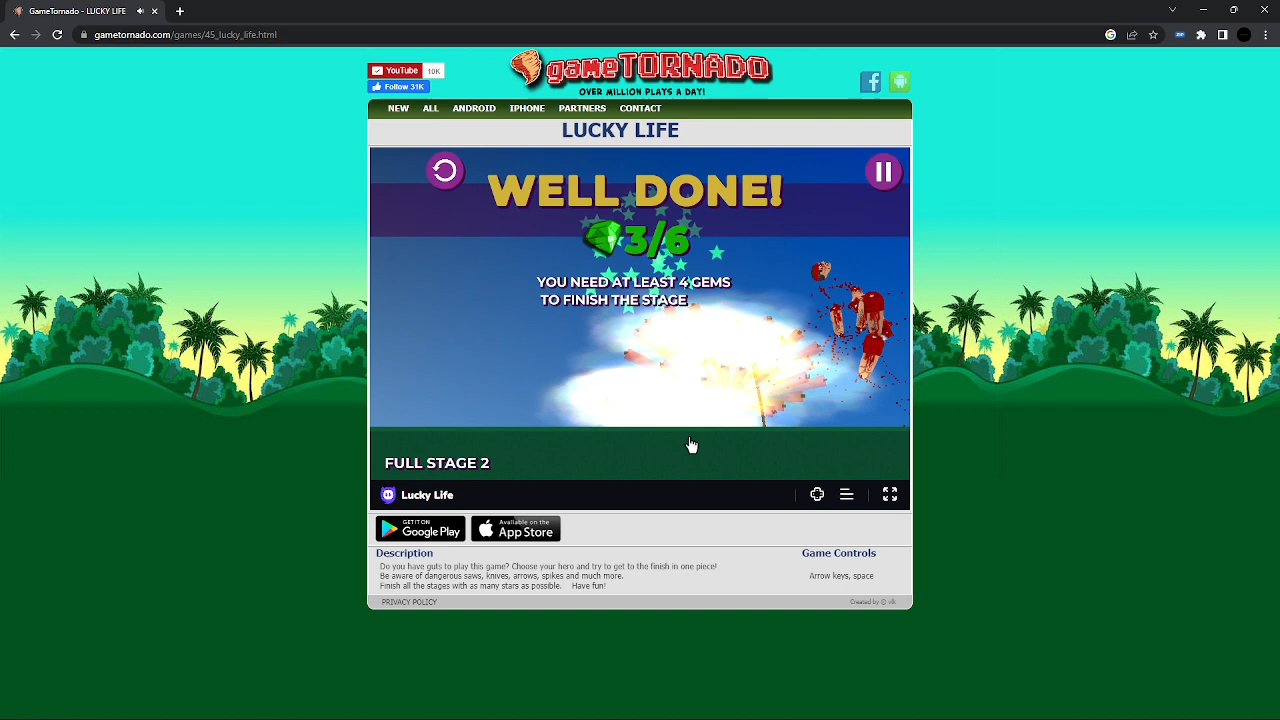 GameTornado - LUCKY LIFE
gametornado.com/games/45_lucky_life.html
YouTube 10K
Follow 31K
gameTORNADO
OVER MILLION PLAYS A DAY!
NEW ALL ANDROID IPHONE PARTNERS CONTACT
LUCKY LIFE
WELL DONE!
3/6
YOU NEED AT LEAST 4 GEMS
TO FINISH THE STAGE
FULL STAGE 2
Lucky Life
GET IT ON
Google Play
Available on the
App Store
Description
Game Controls
Do you have guts to play this game? Choose your hero and try to get to the finish in one piece!
Be aware of dangerous saws, knives, arrows, spikes and much more.
Arrow keys, space
Finish all the stages with as many stars as possible. Have fun!
PRIVACY POLICY
Created by © vlk